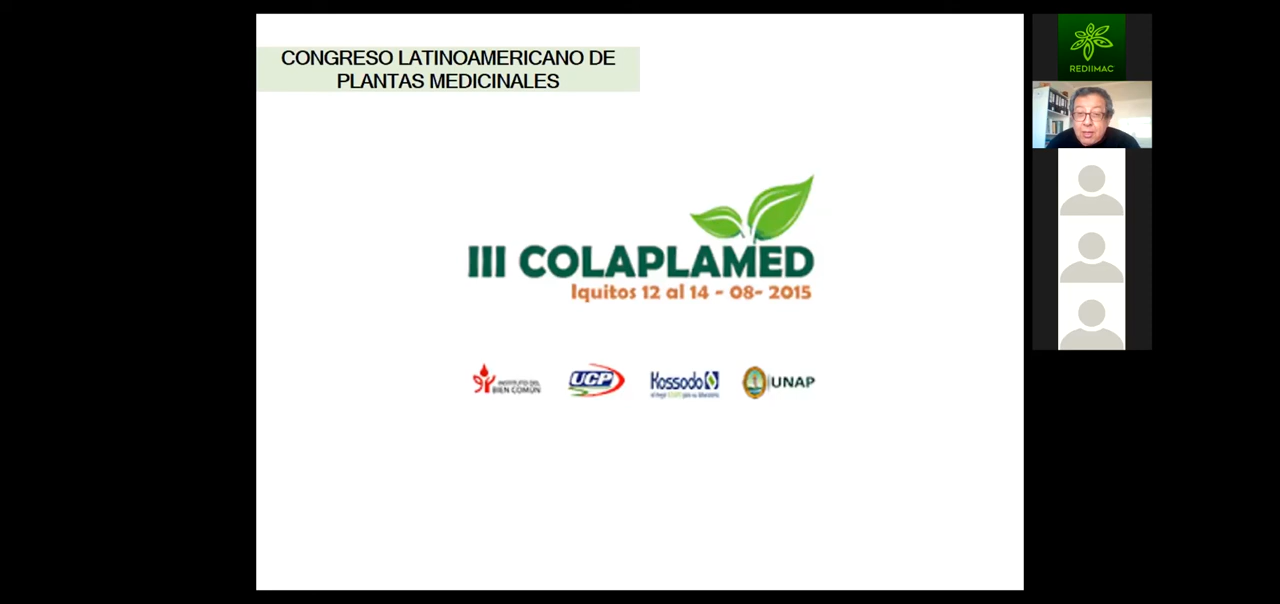 CONGRESO LATINOAMERICANO DE
PLANTAS MEDICINALES
REDIIMAC
III COLAPLAMED
Iquitos 12 al 14 - 08- 2015
INSTITUTO DEL
BIEN COMÚN
UCP
Kossodo
UNAP